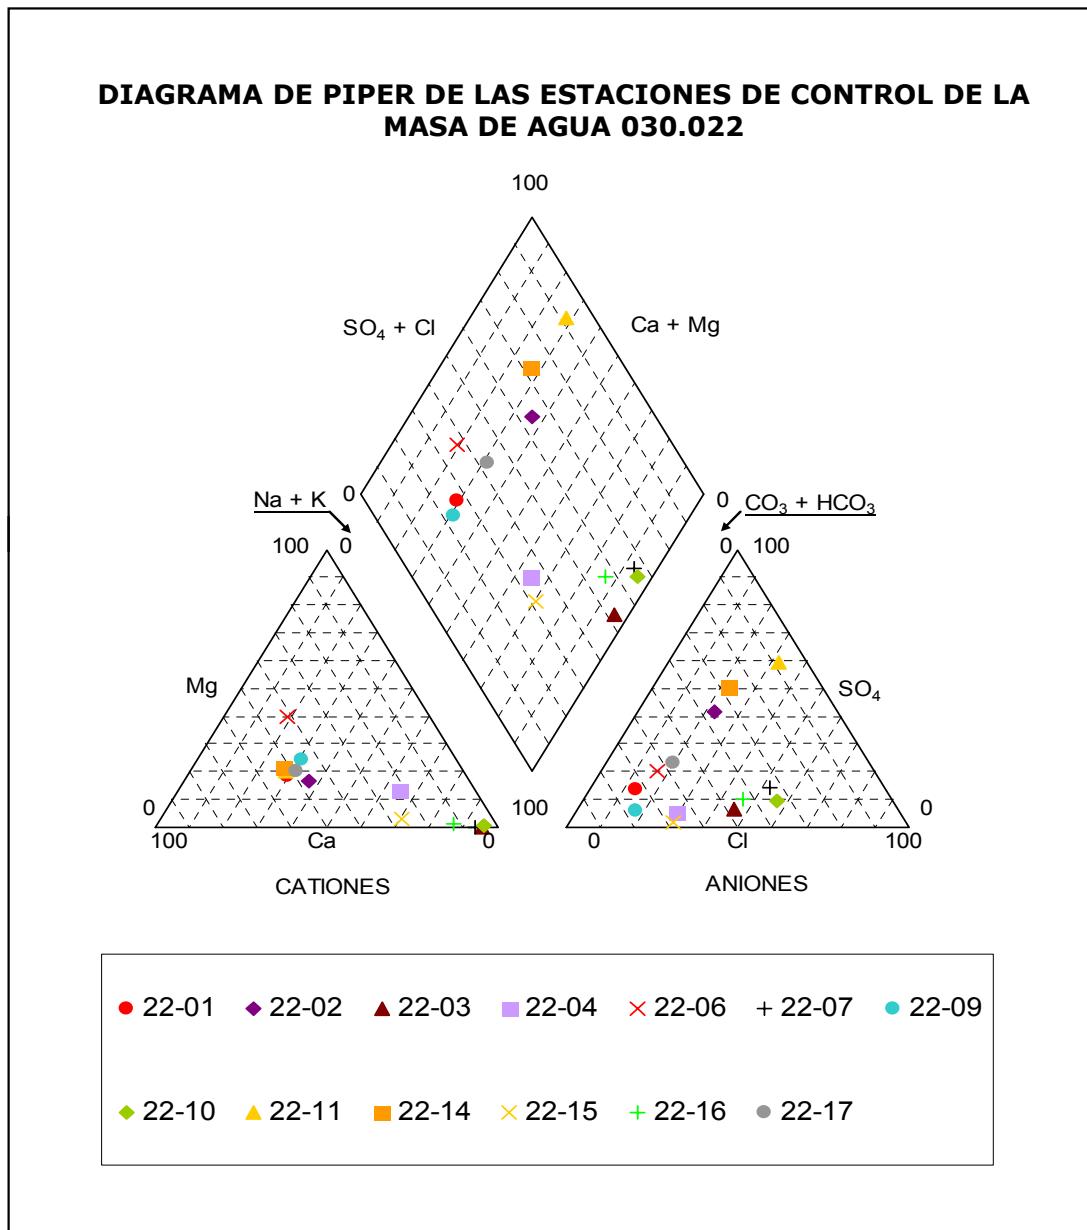 DIAGRAMA DE PIPER DE LAS ESTACIONES DE CONTROL DE LA
MASA DE AGUA 030.022
100
SO₄ + Cl
Ca + Mg
0
0
Na + K
CO₃ + HCO₃
100
0
0
100
Mg
SO₄
0
100
0
100
Ca
0
0
Cl
100
CATIONES
ANIONES
22-01
22-02
22-03
22-04
22-06
22-07
22-09
22-10
22-11
22-14
22-15
22-16
22-17